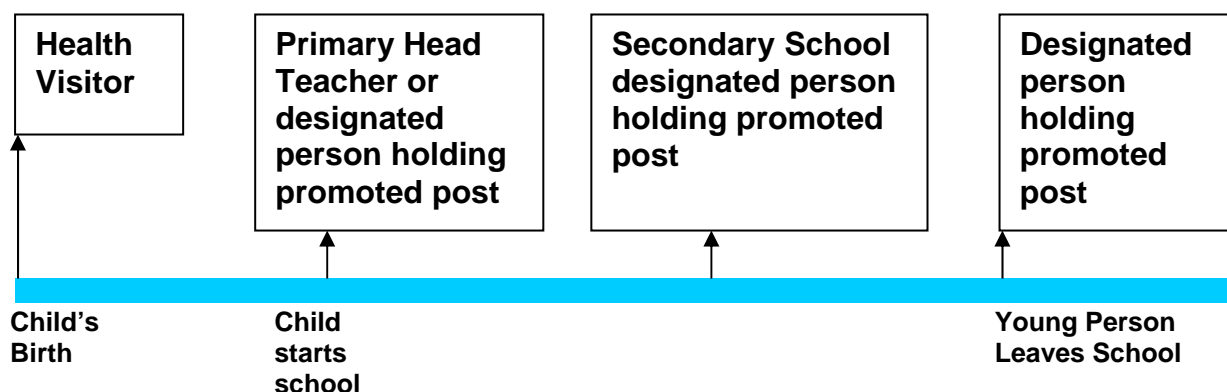 Health
Visitor
Primary Head
Teacher or
designated
person holding
promoted post
Secondary School
designated person
holding promoted
post
Designated
person
holding
promoted
post
Child’s
Birth
Child
starts
school
Young Person
Leaves School